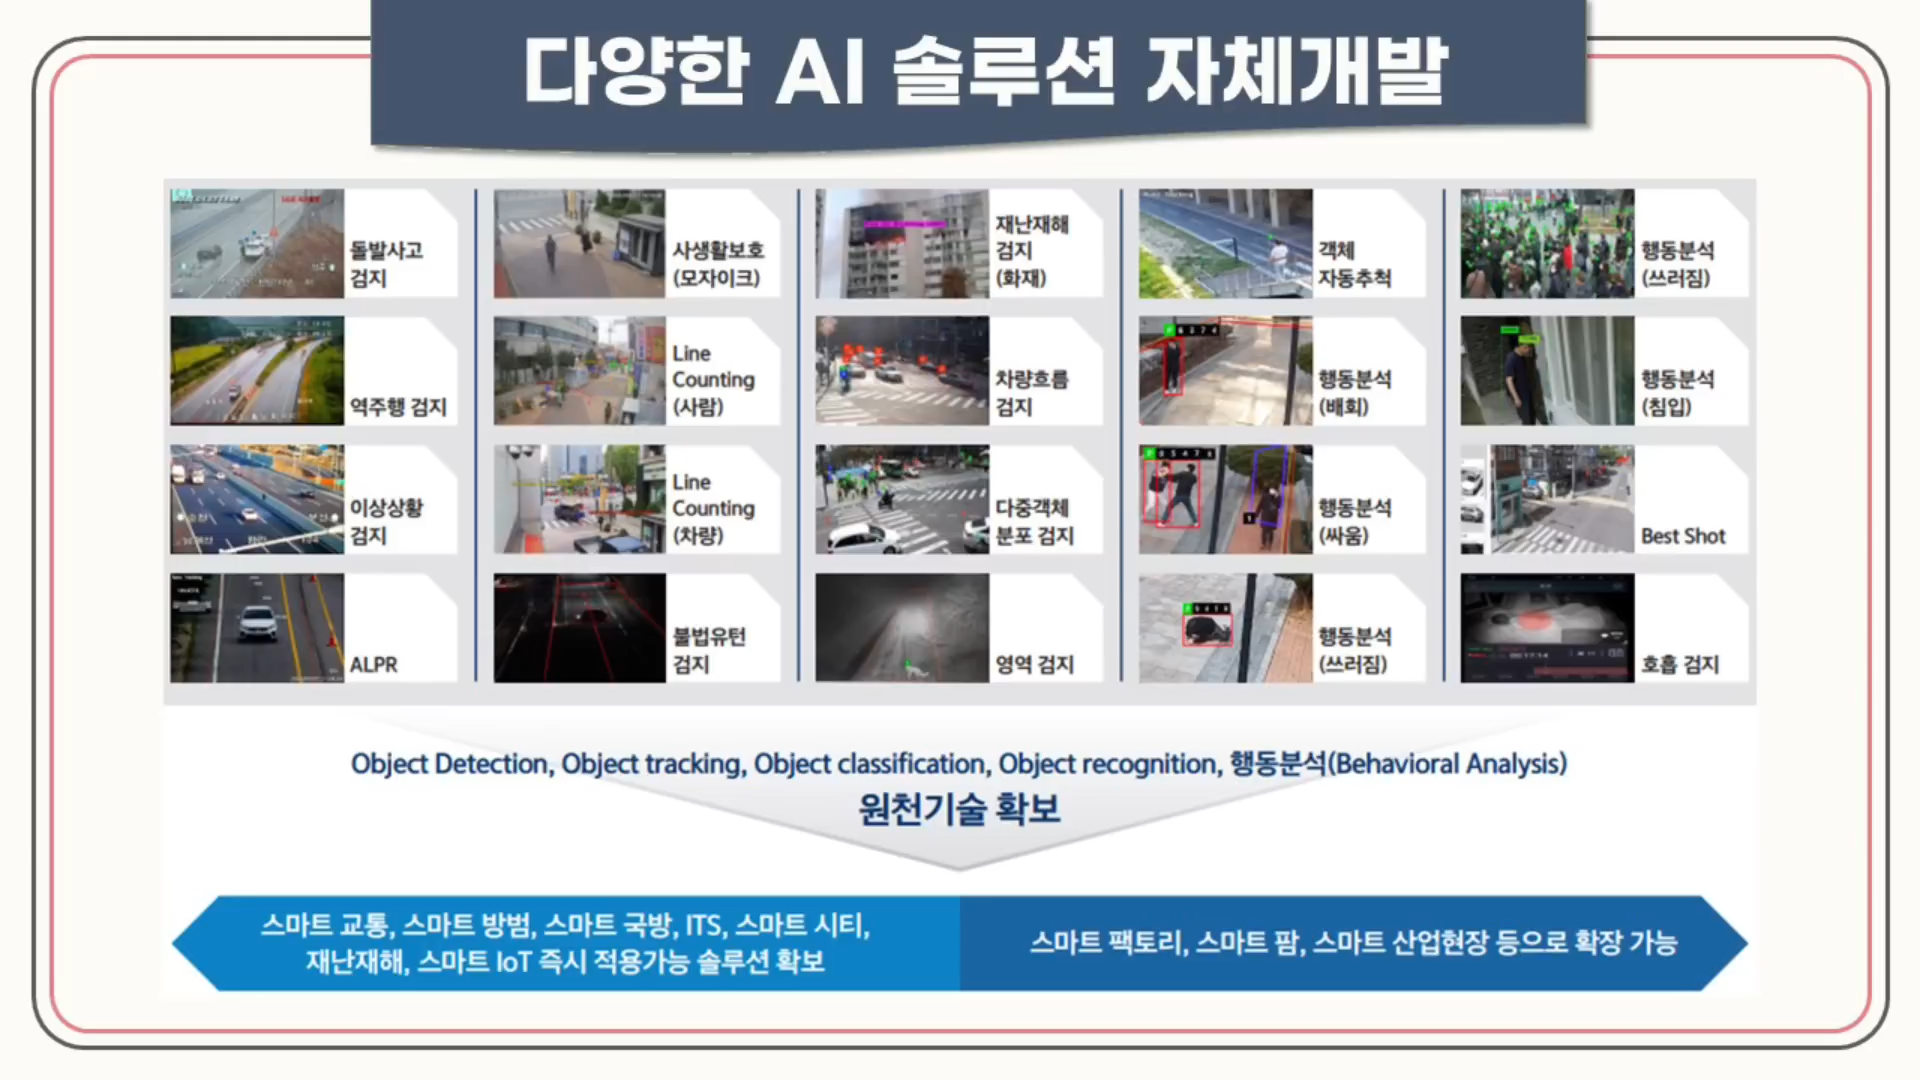 다양한 AI 솔루션 자체개발
돌발사고
검지
사생활보호
(모자이크)
재난재해
검지
(화재)
객체
자동추척
행동분석
(쓰러짐)
역주행 검지
Line
Counting
(사람)
차량흐름
검지
행동분석
(배회)
행동분석
(침입)
이상상황
검지
Line
Counting
(차량)
다중객체
분포 검지
행동분석
(싸움)
Best Shot
ALPR
불법유턴
검지
영역 검지
행동분석
(쓰러짐)
호흡 검지
Object Detection, Object tracking, Object classification, Object recognition, 행동분석(Behavioral Analysis)
원천기술 확보
스마트 교통, 스마트 방범, 스마트 국방, ITS, 스마트 시티,
재난재해, 스마트 IoT 즉시 적용가능 솔루션 확보
스마트 팩토리, 스마트 팜, 스마트 산업현장 등으로 확장 가능